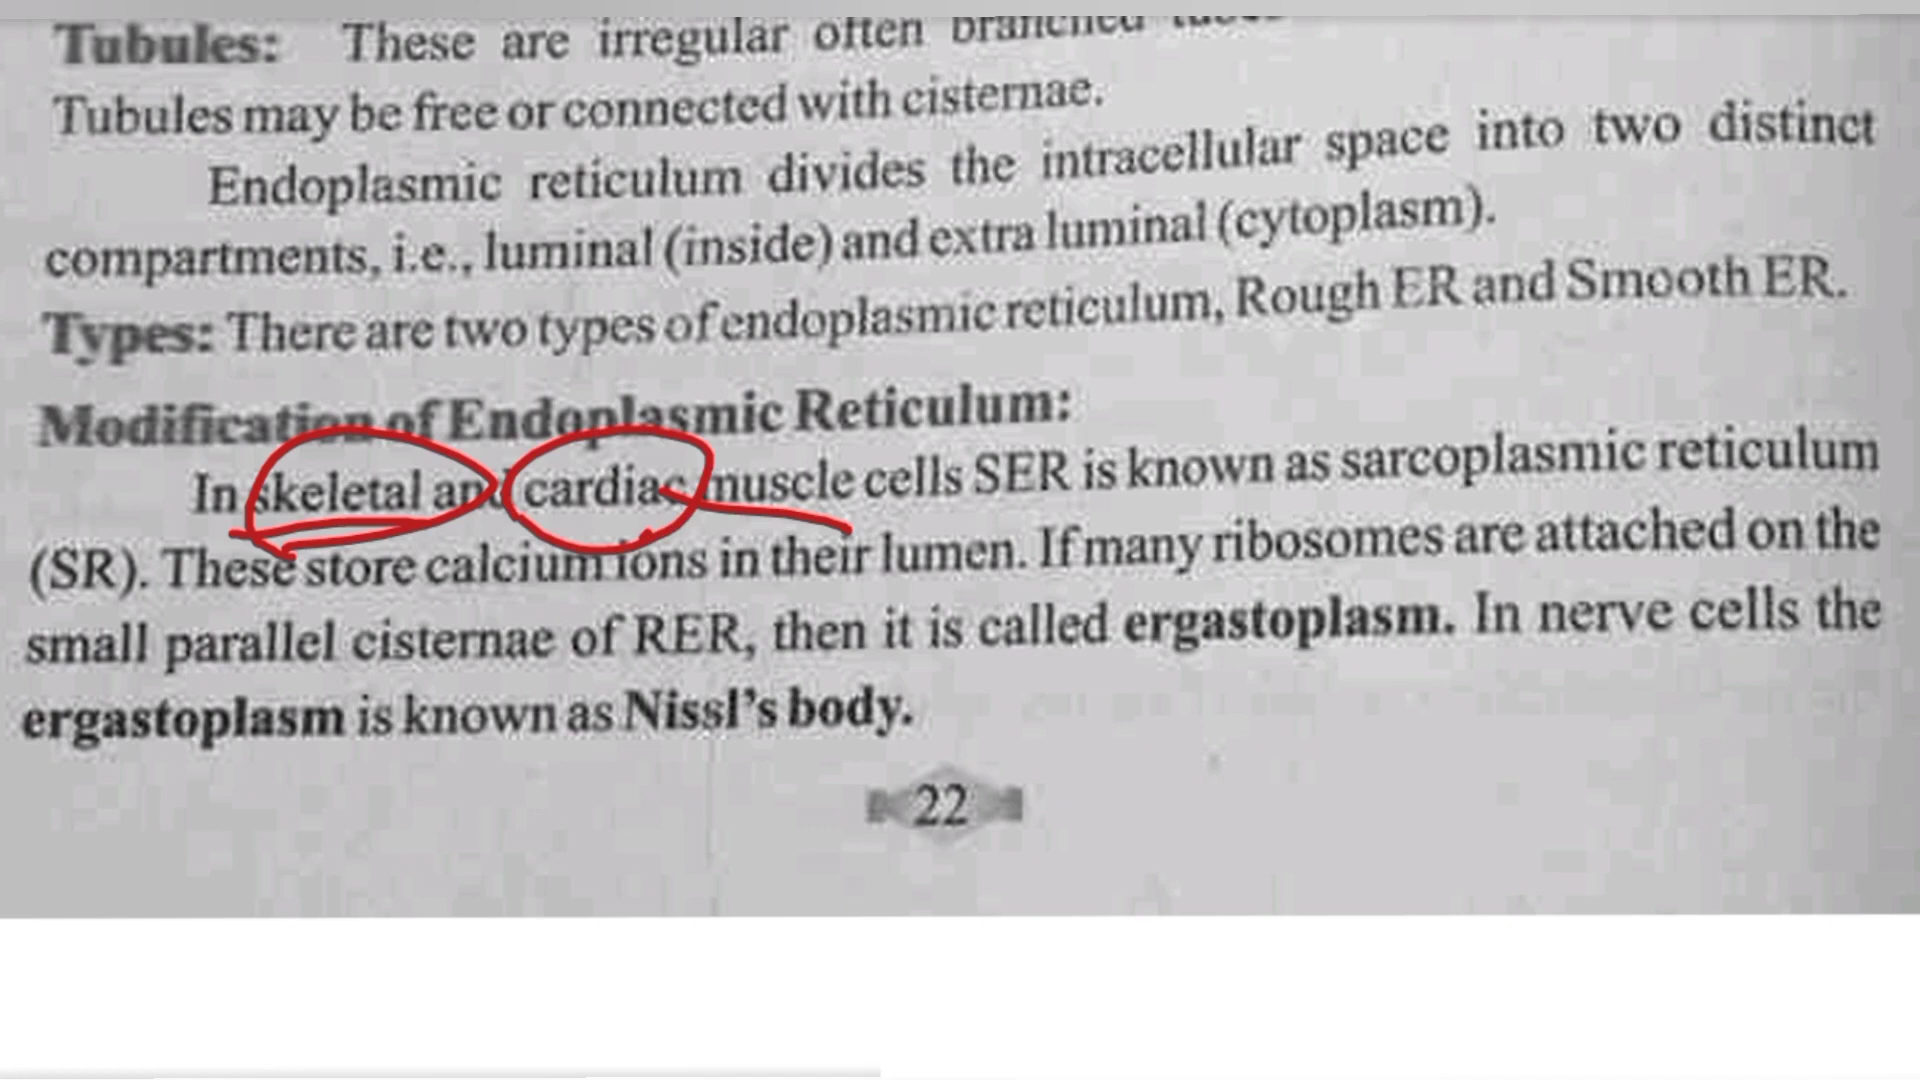 Tubules: These are irregular often branched
Tubules may be free or connected with cisternae.
Endoplasmic reticulum divides the intracellular space into two distinct
compartments, i.e., luminal (inside) and extra luminal (cytoplasm).
Types: There are two types of endoplasmic reticulum, Rough ER and Smooth ER.
Modification of Endoplasmic Reticulum:
In skeletal and cardiac muscle cells SER is known as sarcoplasmic reticulum
(SR). These store calcium ions in their lumen. If many ribosomes are attached on the
small parallel cisternae of RER, then it is called ergastoplasm. In nerve cells the
ergastoplasm is known as Nissl's body.
22